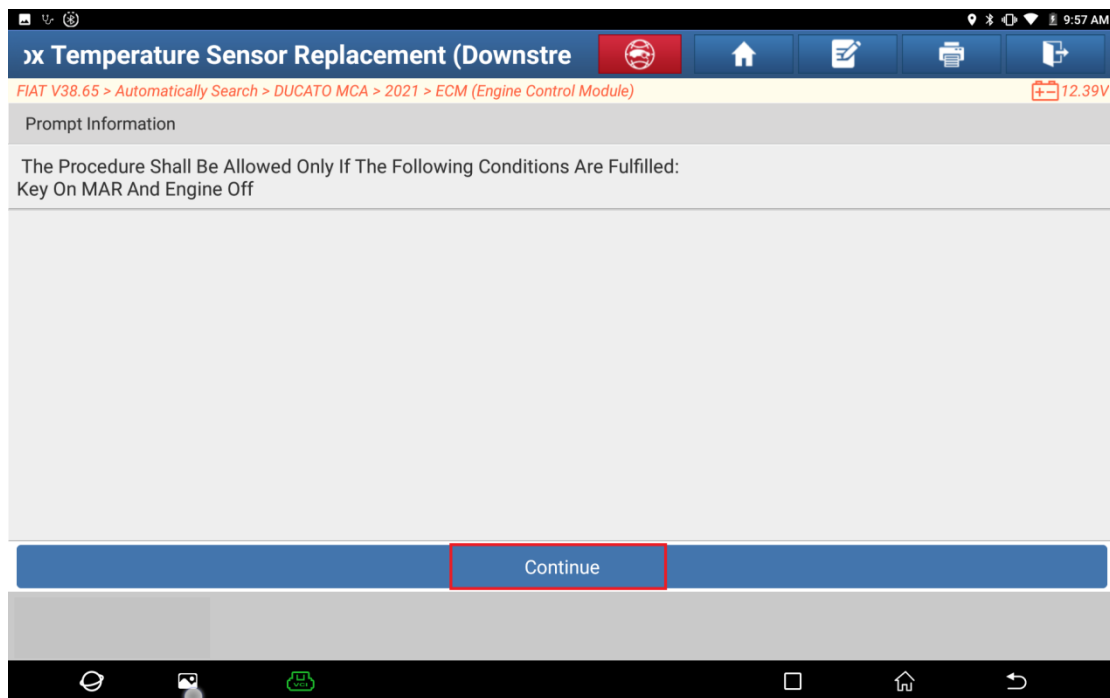 9:57 AM
ox Temperature Sensor Replacement (Downstre
FIAT V38.65 > Automatically Search > DUCATO MCA > 2021 > ECM (Engine Control Module)
12.39V
Prompt Information
The Procedure Shall Be Allowed Only If The Following Conditions Are Fulfilled:
Key On MAR And Engine Off
Continue
VCI